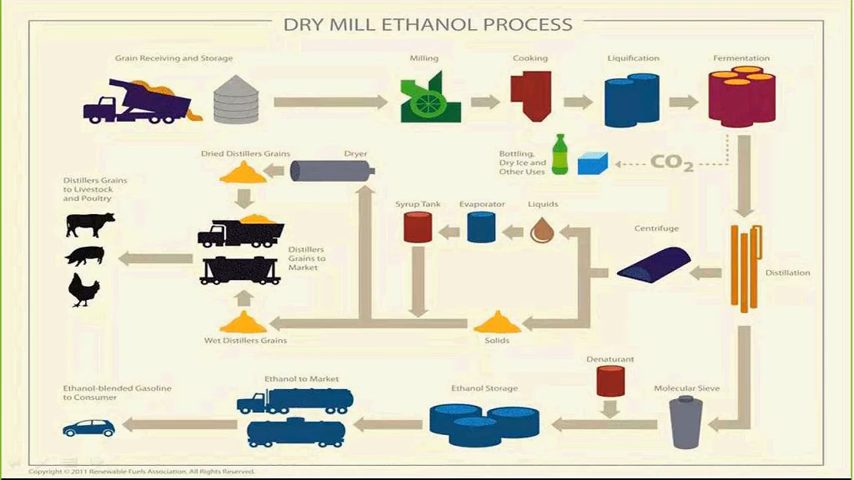 DRY MILL ETHANOL PROCESS
Grain Receiving and Storage
Milling
Cooking
Liquification
Fermentation
Dried Distillers Grains
Dryer
Bottling,
Dry Ice and
Other Uses
CO2
Distillers Grains
to Livestock
and Poultry
Syrup Tank
Evaporator
Liquids
Centrifuge
Distillers
Grains to
Market
Distillation
Wet Distillers Grains
Solids
Denaturant
Ethanol-blended Gasoline
to Consumer
Ethanol to Market
Ethanol Storage
Molecular Sieve
Copyright © 2011 Renewable Fuels Association. All Rights Reserved.